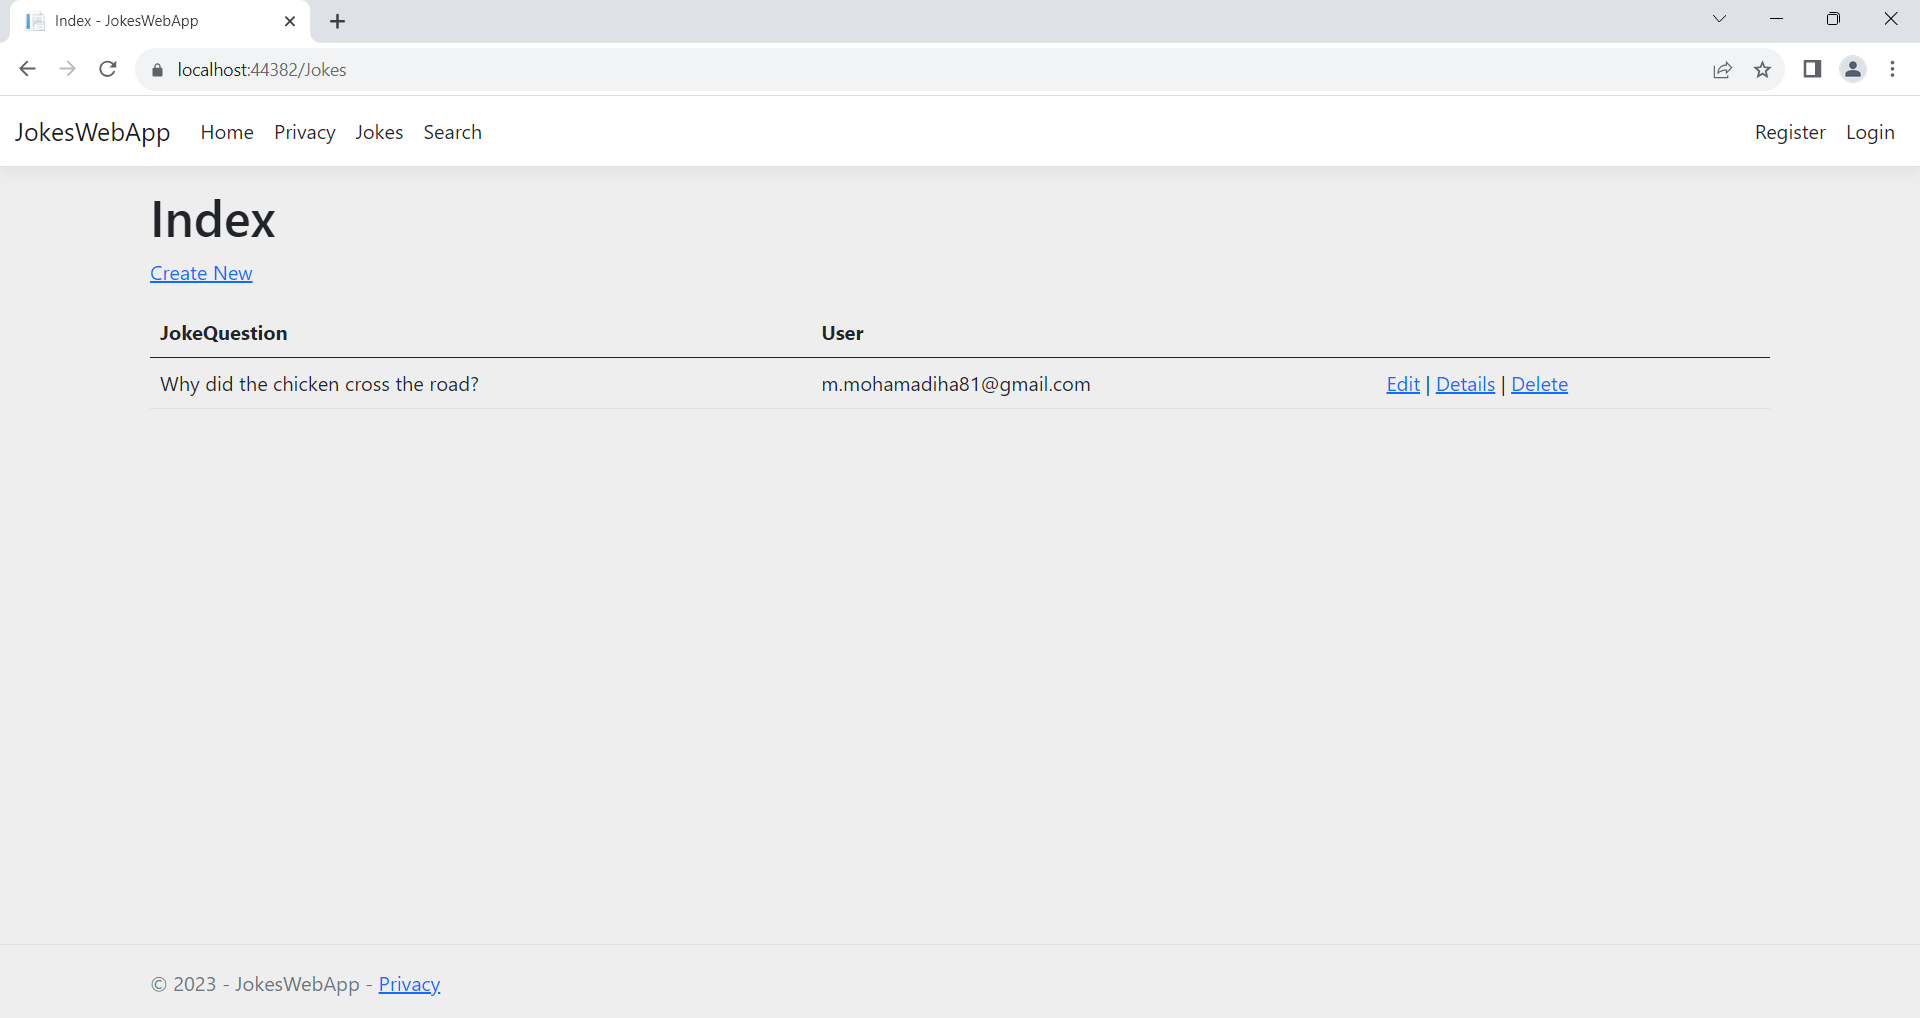 Index - JokesWebApp
localhost:44382/Jokes
JokesWebApp Home Privacy Jokes Search Register Login
Index
Create New
JokeQuestion User
Why did the chicken cross the road? m.mohamadiha81@gmail.com Edit | Details | Delete
© 2023 - JokesWebApp - Privacy